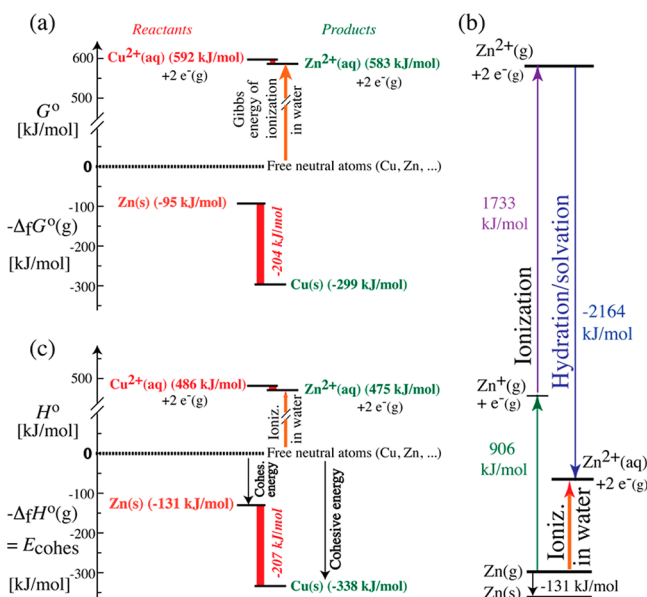 (a)
Reactants
Products
Cu²⁺(aq) (592 kJ/mol)
+2 e⁻(g)
Zn²⁺(aq) (583 kJ/mol)
+2 e⁻(g)
600
500
G°
[kJ/mol]
Gibbs
energy of
ionization
in water
0
Free neutral atoms (Cu, Zn, ...)
Zn(s) (-95 kJ/mol)
-100
-ΔfG°(g)
-200
[kJ/mol]
-204 kJ/mol
-300
Cu(s) (-299 kJ/mol)
(c)
500
Cu²⁺(aq) (486 kJ/mol)
+2 e⁻(g)
Zn²⁺(aq) (475 kJ/mol)
+2 e⁻(g)
H°
[kJ/mol]
Ioniz.
in water
0
Free neutral atoms (Cu, Zn, ...)
Cohes.
energy
Cohesive energy
-100
Zn(s) (-131 kJ/mol)
-ΔfH°(g)
= Ecohes
-200
-207 kJ/mol
-300
[kJ/mol]
Cu(s) (-338 kJ/mol)
(b)
Zn²⁺(g)
+2 e⁻(g)
1733
kJ/mol
Ionization
Hydration/solvation
-2164
kJ/mol
Zn⁺(g)
+ e⁻(g)
906
kJ/mol
Zn²⁺(aq)
+2 e⁻(g)
Ioniz.
in water
Zn(g)
-131 kJ/mol
Zn(s)